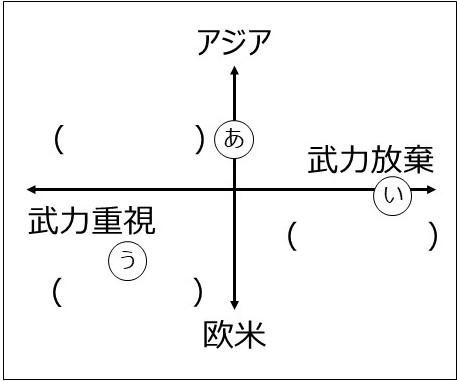 アジア
(　　　　)
あ
武力放棄
い
武力重視
う
(　　　　)
(　　　　)
欧米